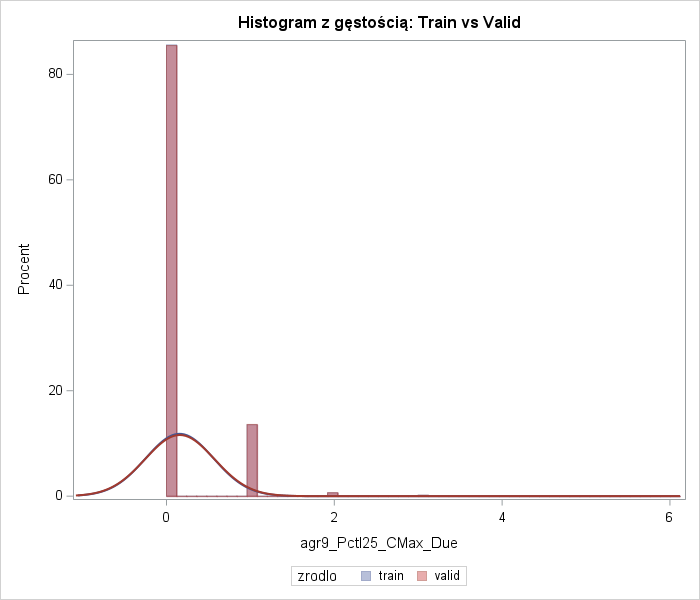 Histogram z gęstością: Train vs Valid
80
60
40
20
0
Procent
0 2 4 6
agr9_Pctl25_CMax_Due
zrodlo train valid